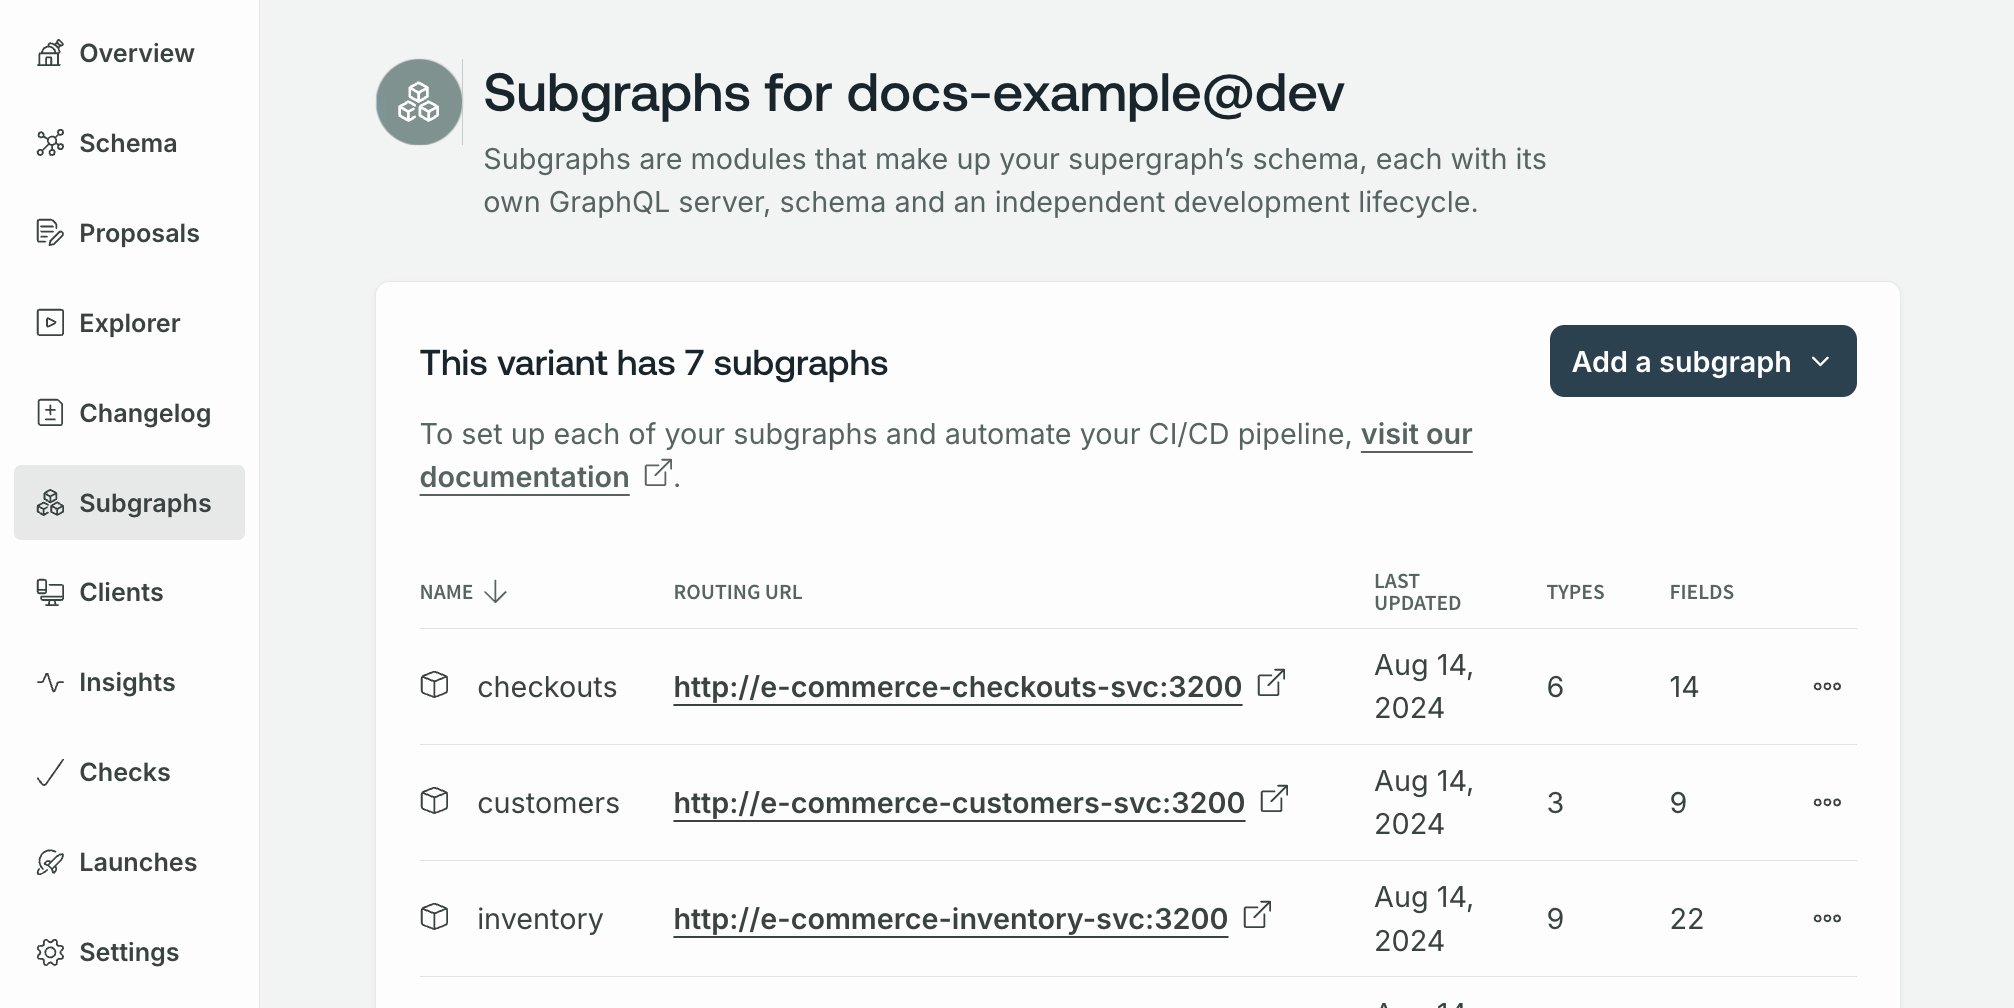 Overview
Schema
Proposals
Explorer
Changelog
Subgraphs
Clients
Insights
Checks
Launches
Settings
Subgraphs for docs-example@dev
Subgraphs are modules that make up your supergraph’s schema, each with its
own GraphQL server, schema and an independent development lifecycle.
This variant has 7 subgraphs
Add a subgraph
To set up each of your subgraphs and automate your CI/CD pipeline, visit our
documentation .
NAME ROUTING URL LAST UPDATED TYPES FIELDS
checkouts http://e-commerce-checkouts-svc:3200 Aug 14, 2024 6 14
customers http://e-commerce-customers-svc:3200 Aug 14, 2024 3 9
inventory http://e-commerce-inventory-svc:3200 Aug 14, 2024 9 22